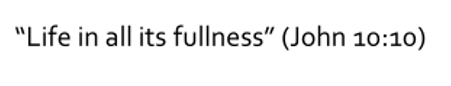 “Life in all its fullness” (John 10:10)